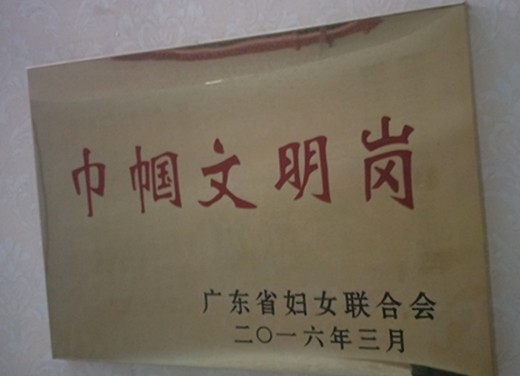 巾帼文明岗
广东省妇女联合会
二〇一六年三月